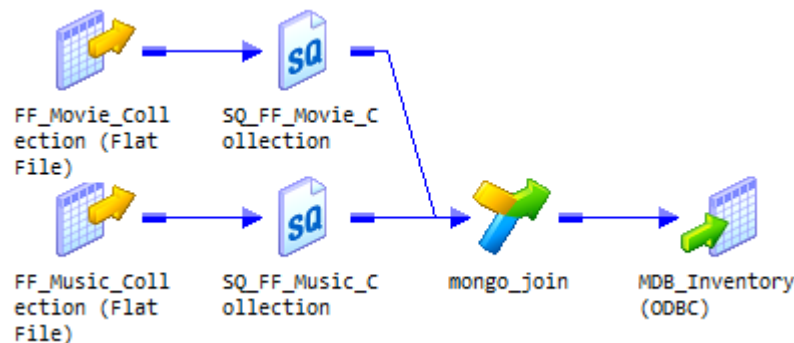 SQ
FF_Movie_Coll
ection (Flat
File)
SQ_FF_Movie_C
ollection
SQ
FF_Music_Coll
ection (Flat
File)
SQ_FF_Music_C
ollection
mongo_join
MDB_Inventory
(ODBC)